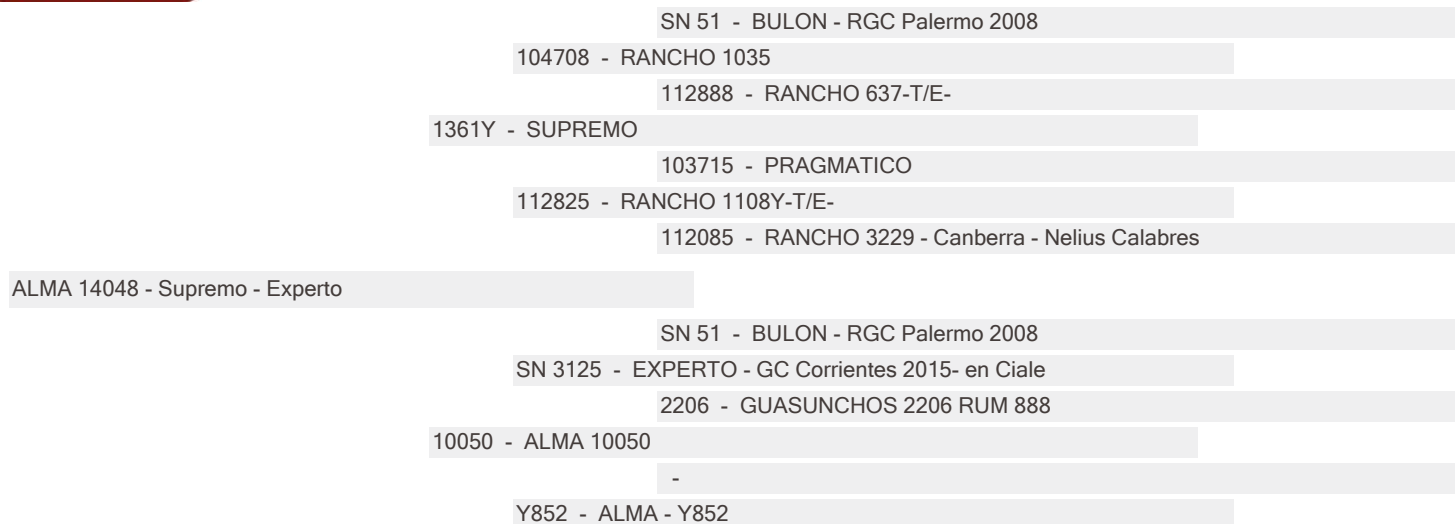 SN 51 - BULON - RGC Palermo 2008
104708 - RANCHO 1035
112888 - RANCHO 637-T/E-
1361Y - SUPREMO
103715 - PRAGMATICO
112825 - RANCHO 1108Y-T/E-
112085 - RANCHO 3229 - Canberra - Nelius Calabres
ALMA 14048 - Supremo - Experto
SN 51 - BULON - RGC Palermo 2008
SN 3125 - EXPERTO - GC Corrientes 2015- en Ciale
2206 - GUASUNCHOS 2206 RUM 888
10050 - ALMA 10050
-
Y852 - ALMA - Y852